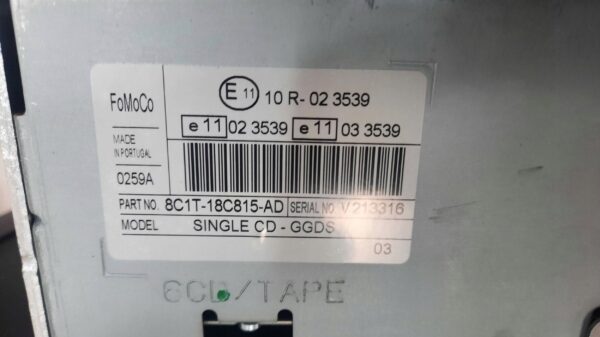 FoMoCo
E 11 10 R- 02 3539
e 11 02 3539 e 11 03 3539
MADE
IN PORTUGAL
0259A
PART NO. 8C1T-18C815-AD SERIAL NO V 213316
MODEL SINGLE CD - GGDS
03
6CD/TAPE